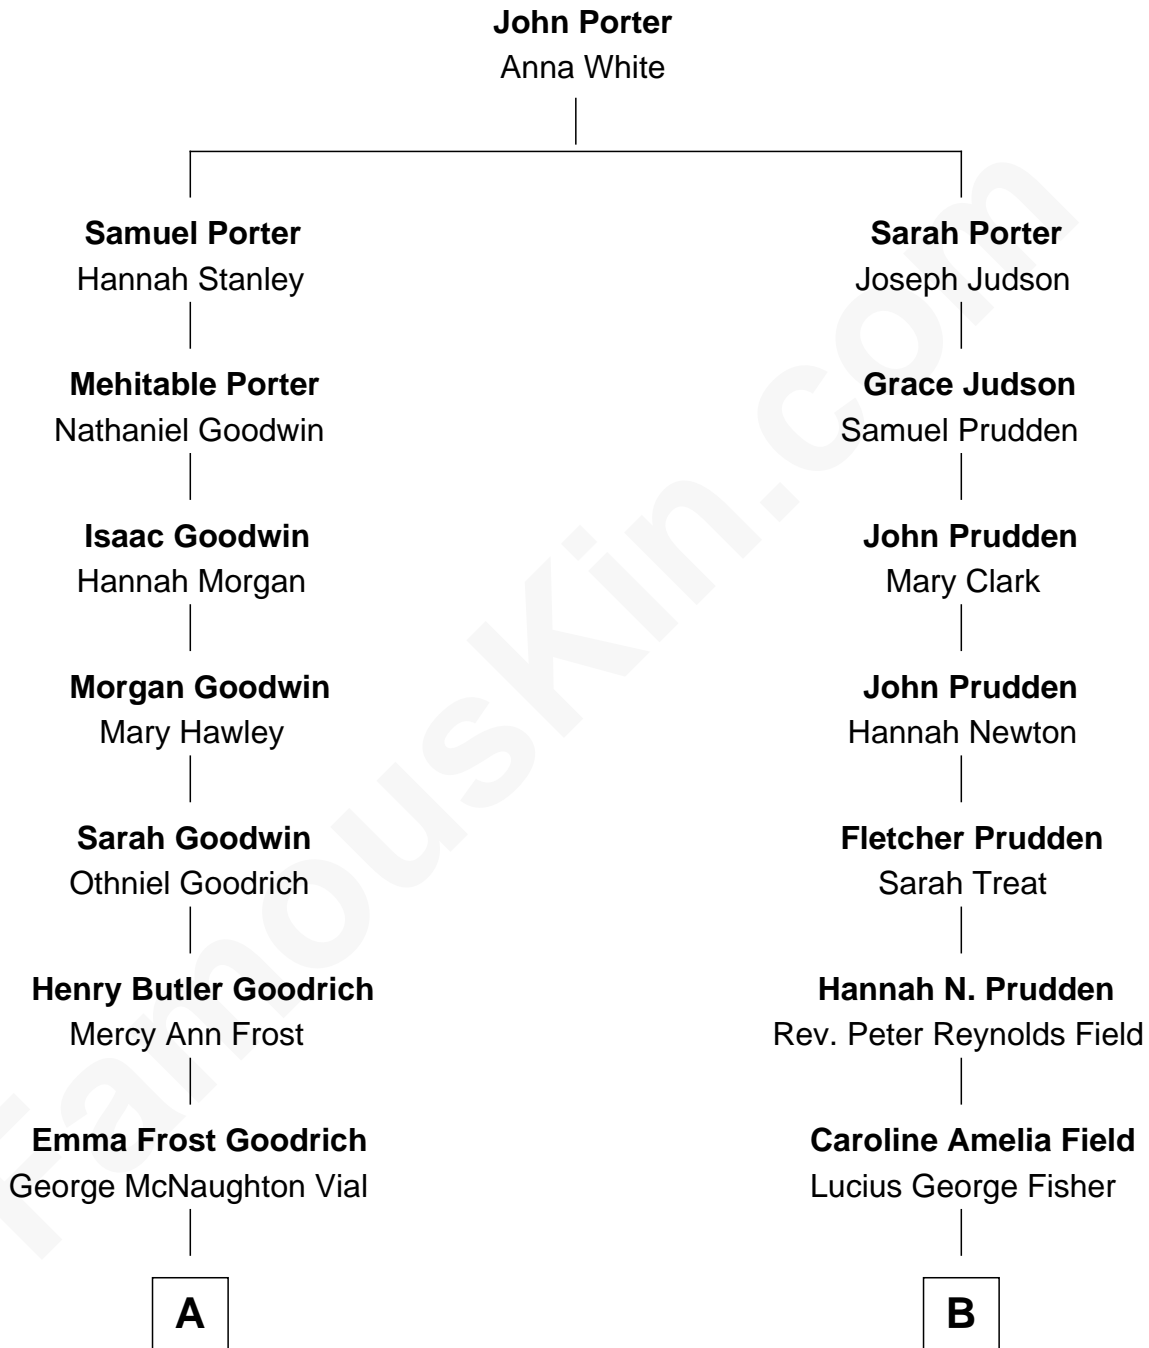 John Porter
Anna White
Samuel Porter
Hannah Stanley
Mehitable Porter
Nathaniel Goodwin
Isaac Goodwin
Hannah Morgan
Morgan Goodwin
Mary Hawley
Sarah Goodwin
Othniel Goodrich
Henry Butler Goodrich
Mercy Ann Frost
Emma Frost Goodrich
George McNaughton Vial
A
Sarah Porter
Joseph Judson
Grace Judson
Samuel Prudden
John Prudden
Mary Clark
John Prudden
Hannah Newton
Fletcher Prudden
Sarah Treat
Hannah N. Prudden
Rev. Peter Reynolds Field
Caroline Amelia Field
Lucius George Fisher
B
FamousKin.com